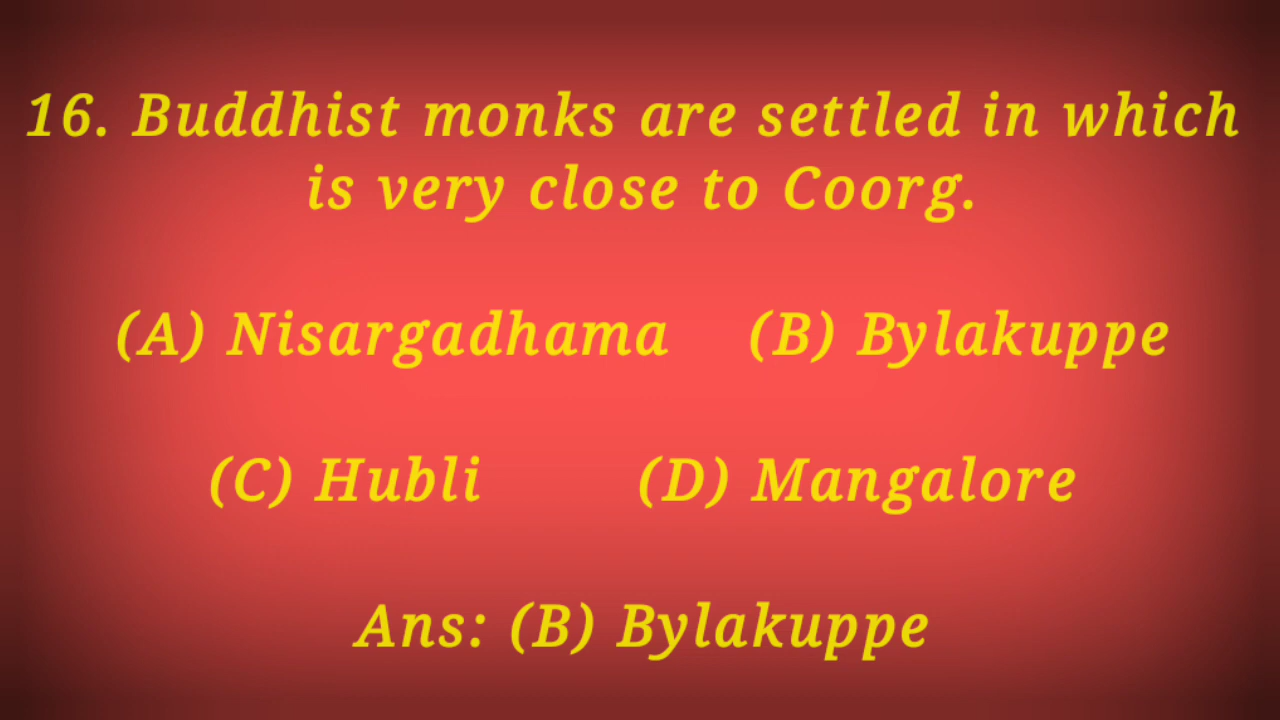 16. Buddhist monks are settled in which
is very close to Coorg.
(A) Nisargadhama (B) Bylakuppe
(C) Hubli (D) Mangalore
Ans: (B) Bylakuppe